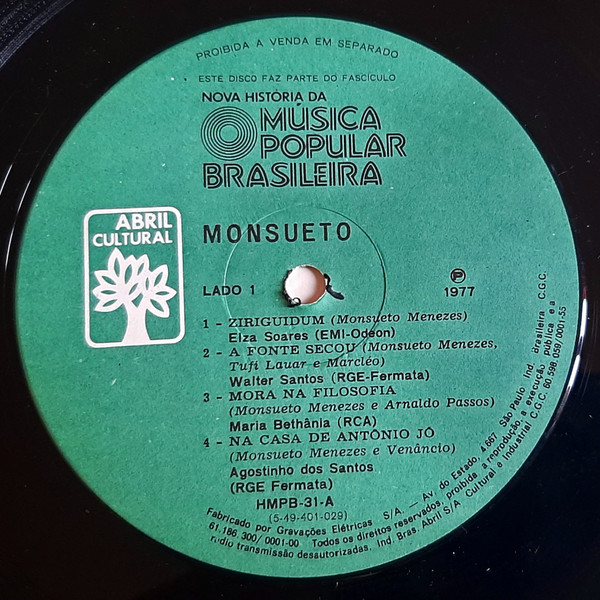 PROIBIDA A VENDA EM SEPARADO
ESTE DISCO FAZ PARTE DO FASCÍCULO
NOVA HISTÓRIA DA
MÚSICA
POPULAR
BRASILEIRA
ABRIL
CULTURAL
MONSUETO
LADO 1
P
1977
1 - ZIRIGUIDUM (Monsueto Menezes)
Elza Soares (EMI-Odeon)
2 - A FONTE SECOU (Monsueto Menezes,
Tufi Lauar e Marcléo)
Walter Santos (RGE-Fermata)
3 - MORA NA FILOSOFIA
(Monsueto Menezes e Arnaldo Passos)
Maria Bethânia (RCA)
4 - NA CASA DE ANTÔNIO JÔ
(Monsueto Menezes e Venâncio)
Agostinho dos Santos
(RGE Fermata)
HMPB-31-A
(5-49-401-029)
Fabricado por Gravações Elétricas S/A. — Av. do Estado, 4.667 São Paulo Ind. Brasileira C.G.C.
61.186.300/0001-00 Todos os direitos reservados, proibida a reprodução, a execução pública e a
rádio transmissão desautorizadas, Ind. Bras. Abril S/A Cultural e Industrial C.G.C. 60.598.059/0001-55